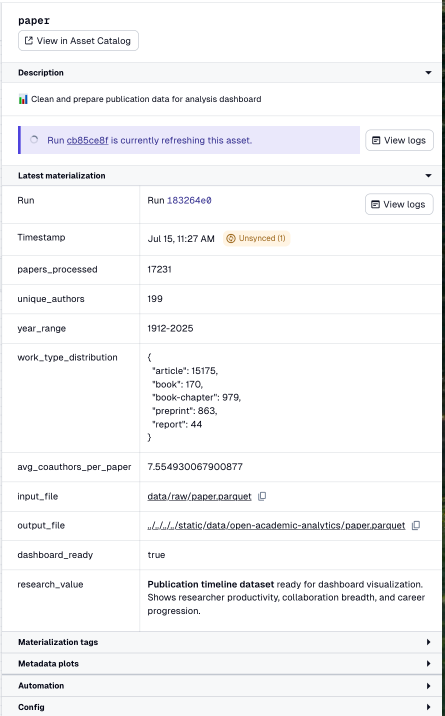 paper
View in Asset Catalog
Description
📊 Clean and prepare publication data for analysis dashboard
Run cb85ce8f is currently refreshing this asset.
View logs
Latest materialization
Run Run 183264e0 View logs
Timestamp Jul 15, 11:27 AM Unsynced (1)
papers_processed 17231
unique_authors 199
year_range 1912-2025
work_type_distribution {
"article": 15175,
"book": 170,
"book-chapter": 979,
"preprint": 863,
"report": 44
}
avg_coauthors_per_paper 7.554930067900877
input_file data/raw/paper.parquet
output_file ../../../../static/data/open-academic-analytics/paper.parquet
dashboard_ready true
research_value Publication timeline dataset ready for dashboard visualization.
Shows researcher productivity, collaboration breadth, and career
progression.
Materialization tags
Metadata plots
Automation
Config